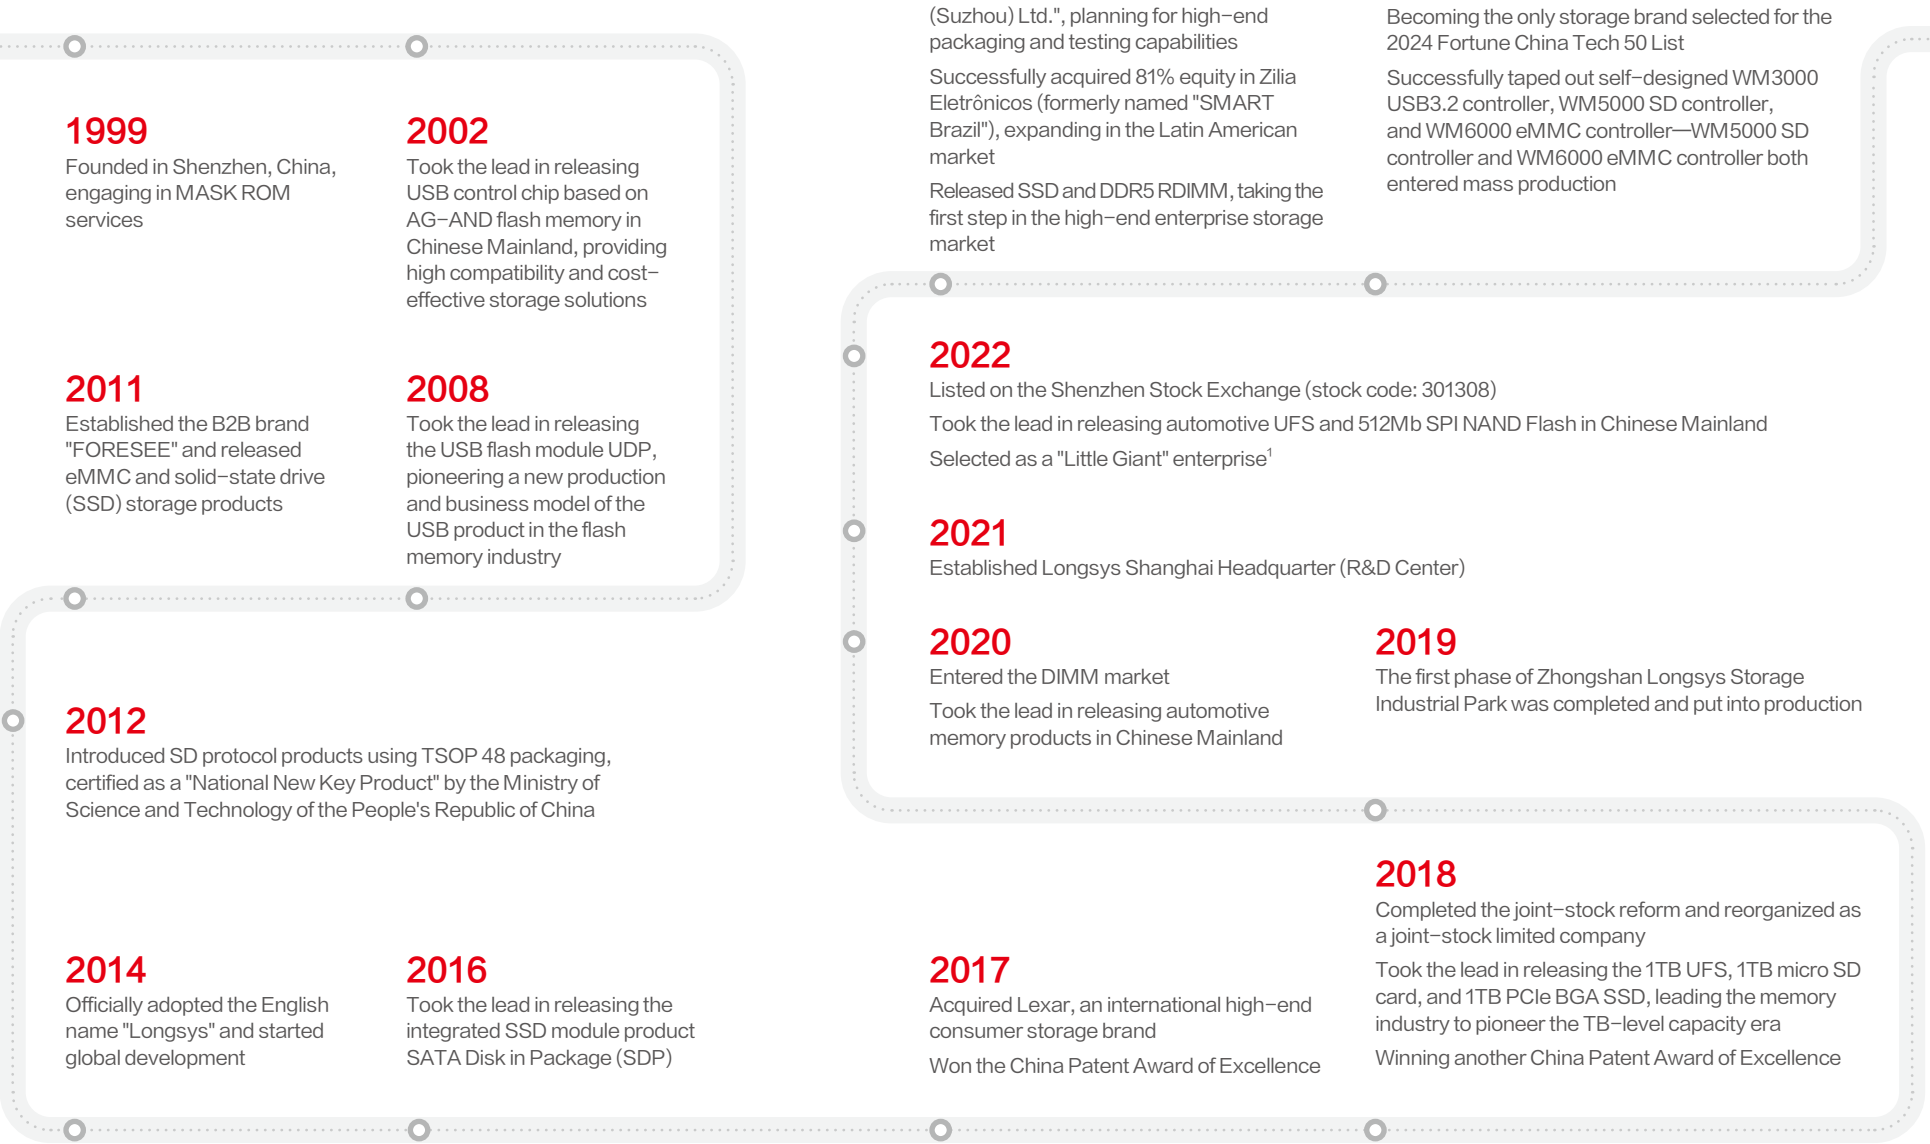 1999
Founded in Shenzhen, China,
engaging in MASK ROM
services
2002
Took the lead in releasing
USB control chip based on
AG-AND flash memory in
Chinese Mainland, providing
high compatibility and cost-
effective storage solutions
2011
Established the B2B brand
"FORESEE" and released
eMMC and solid-state drive
(SSD) storage products
2008
Took the lead in releasing
the USB flash module UDP,
pioneering a new production
and business model of the
USB product in the flash
memory industry
2012
Introduced SD protocol products using TSOP 48 packaging,
certified as a "National New Key Product" by the Ministry of
Science and Technology of the People's Republic of China
2014
Officially adopted the English
name "Longsys" and started
global development
2016
Took the lead in releasing the
integrated SSD module product
SATA Disk in Package (SDP)
(Suzhou) Ltd.", planning for high-end
packaging and testing capabilities
Successfully acquired 81% equity in Zilia
Eletrônicos (formerly named "SMART
Brazil"), expanding in the Latin American
market
Released SSD and DDR5 RDIMM, taking the
first step in the high-end enterprise storage
market
Becoming the only storage brand selected for the
2024 Fortune China Tech 50 List
Successfully taped out self-designed WM3000
USB3.2 controller, WM5000 SD controller,
and WM6000 eMMC controller—WM5000 SD
controller and WM6000 eMMC controller both
entered mass production
2022
Listed on the Shenzhen Stock Exchange (stock code: 301308)
Took the lead in releasing automotive UFS and 512Mb SPI NAND Flash in Chinese Mainland
Selected as a "Little Giant" enterprise¹
2021
Established Longsys Shanghai Headquarter (R&D Center)
2020
Entered the DIMM market
Took the lead in releasing automotive
memory products in Chinese Mainland
2019
The first phase of Zhongshan Longsys Storage
Industrial Park was completed and put into production
2017
Acquired Lexar, an international high-end
consumer storage brand
Won the China Patent Award of Excellence
2018
Completed the joint-stock reform and reorganized as
a joint-stock limited company
Took the lead in releasing the 1TB UFS, 1TB micro SD
card, and 1TB PCIe BGA SSD, leading the memory
industry to pioneer the TB-level capacity era
Winning another China Patent Award of Excellence